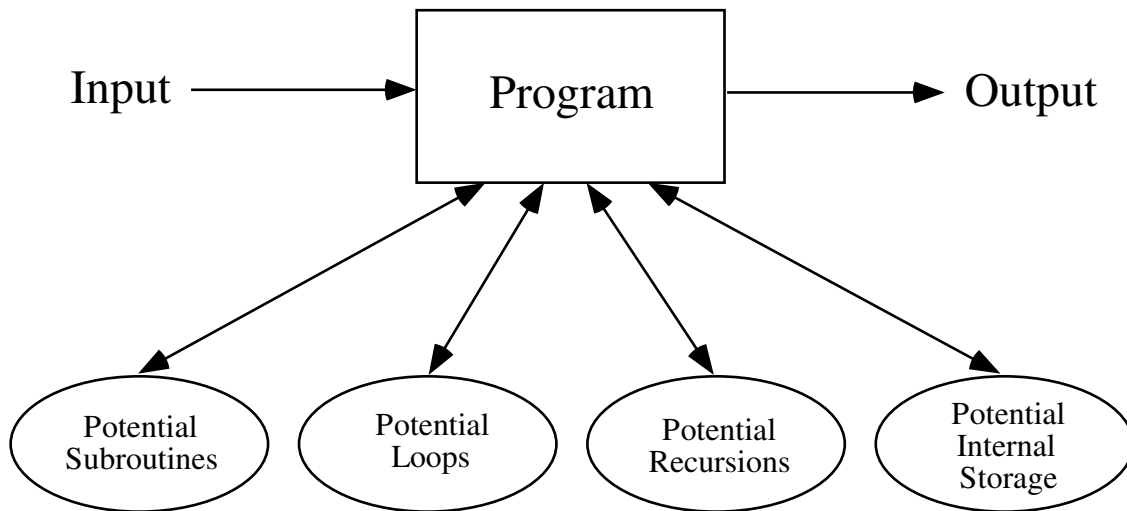 Input
Program
Output
Potential
Subroutines
Potential
Loops
Potential
Recursions
Potential
Internal
Storage